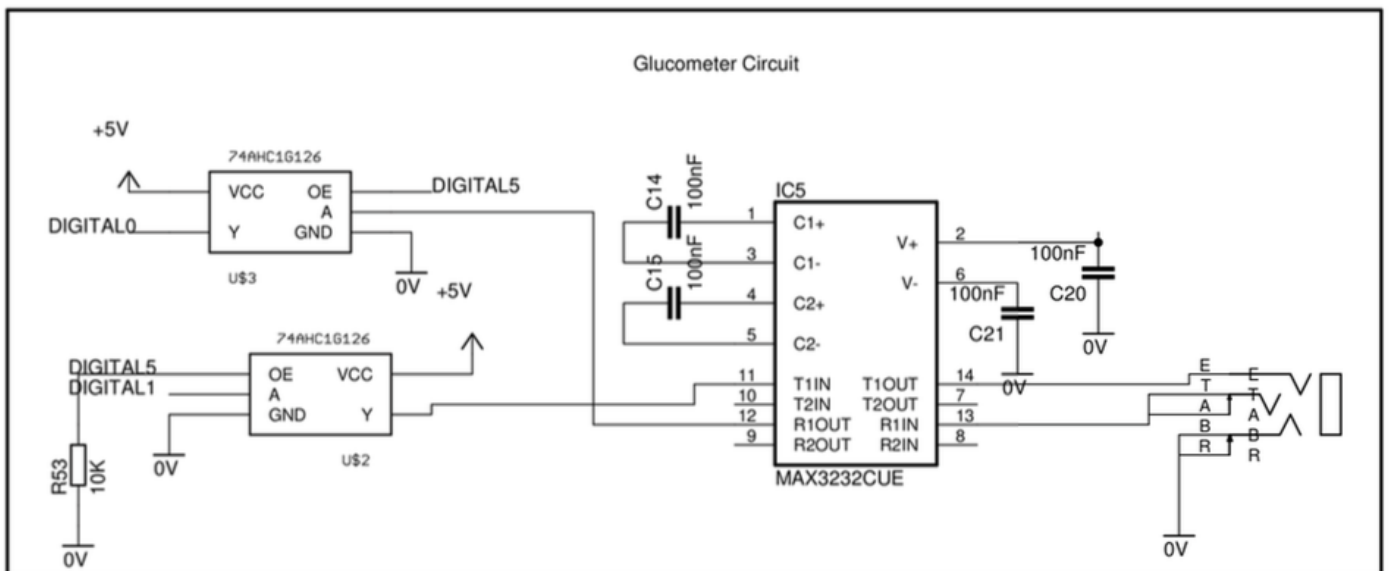 Glucometer Circuit
+5V
74AHC1G126
VCC OE
DIGITAL5
A
DIGITAL0
Y GND
U$3
0V
+5V
74AHC1G126
DIGITAL5
OE VCC
DIGITAL1
A
GND Y
U$2
0V
R53
10K
0V
C14
100nF
C15
100nF
IC5
1 C1+
V+ 2
3 C1-
V- 6
4 C2+
5 C2-
11 T1IN T1OUT 14
10 T2IN T2OUT 7
12 R1OUT R1IN 13
9 R2OUT R2IN 8
MAX3232CUE
100nF
C20
0V
100nF
C21
0V
E E
T T
A A
B B
R R
0V